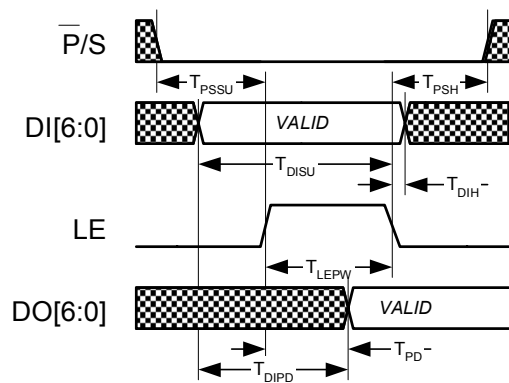 P̅/S
T_PSSU
T_PSH
DI[6:0]
VALID
T_DISU
T_DIH
LE
T_LEPW
DO[6:0]
VALID
T_PD
T_DIPD